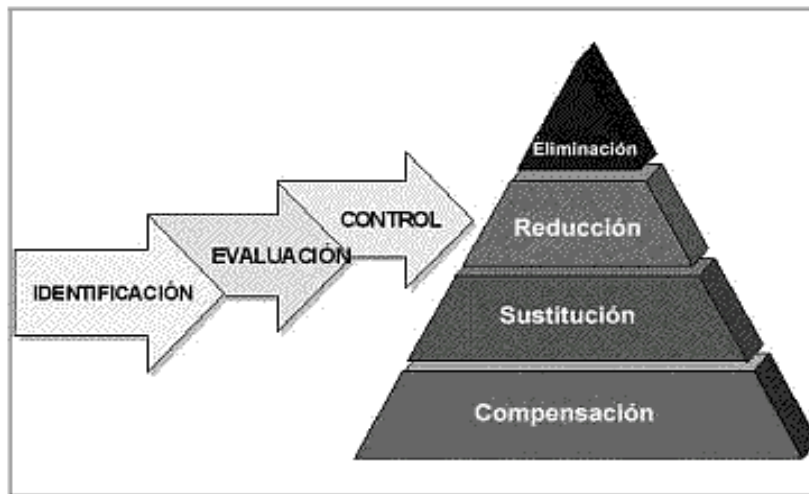 IDENTIFICACIÓN
EVALUACIÓN
CONTROL
Eliminación
Reducción
Sustitución
Compensación